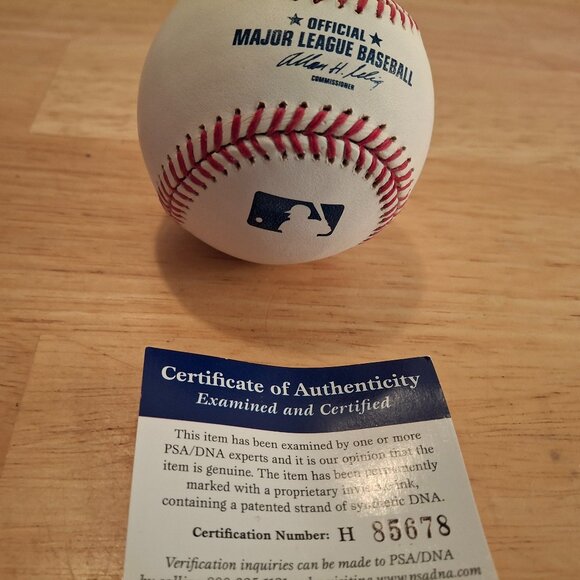 OFFICIAL
MAJOR LEAGUE BASEBALL
Allan H. Selig
COMMISSIONER
Certificate of Authenticity
Examined and Certified
This item has been examined by one or more
PSA/DNA experts and it is our opinion that the
item is genuine. The item has been permanently
marked with a proprietary invisible ink,
containing a patented strand of synthetic DNA.
Certification Number: H 85678
Verification inquiries can be made to PSA/DNA
www.psadna.com